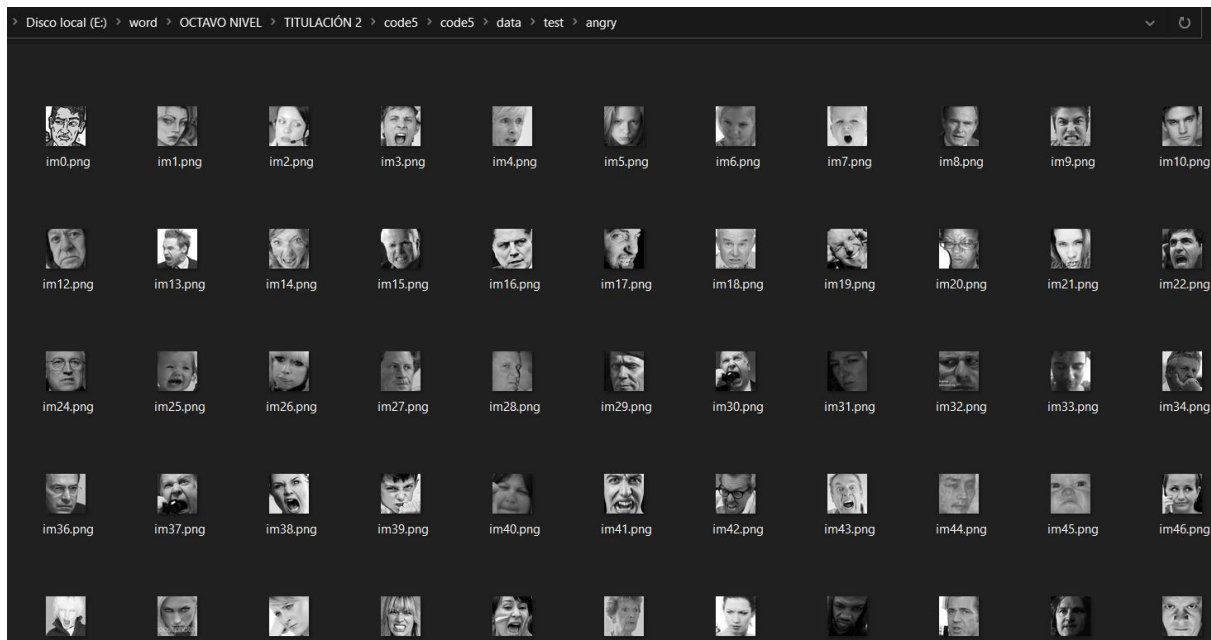 Disco local (E:) > word > OCTAVO NIVEL > TITULACIÓN 2 > code5 > code5 > data > test > angry
im0.png im1.png im2.png im3.png im4.png im5.png im6.png im7.png im8.png im9.png im10.png
im12.png im13.png im14.png im15.png im16.png im17.png im18.png im19.png im20.png im21.png im22.png
im24.png im25.png im26.png im27.png im28.png im29.png im30.png im31.png im32.png im33.png im34.png
im36.png im37.png im38.png im39.png im40.png im41.png im42.png im43.png im44.png im45.png im46.png